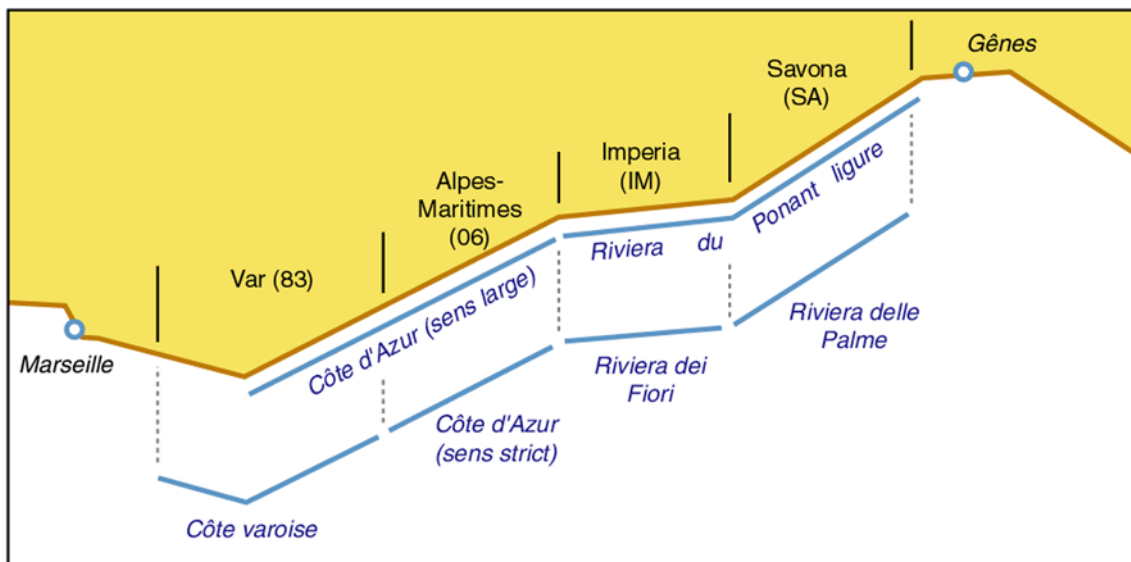 Gênes
Savona
(SA)
Imperia
(IM)
Alpes-
Maritimes
(06)
Var (83)
Marseille
Côte d'Azur (sens large)
Riviera du Ponant ligure
Riviera delle
Palme
Riviera dei
Fiori
Côte d'Azur
(sens strict)
Côte varoise